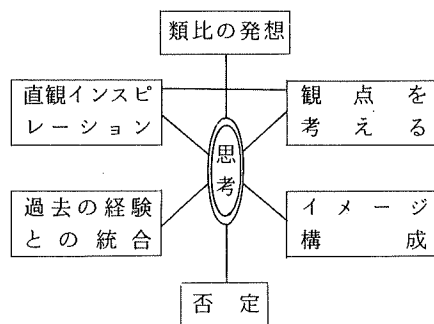 類比の発想
直観インスピ
レーション
観点を
考える
思考
過去の経験
との統合
イメージ
構成
否定